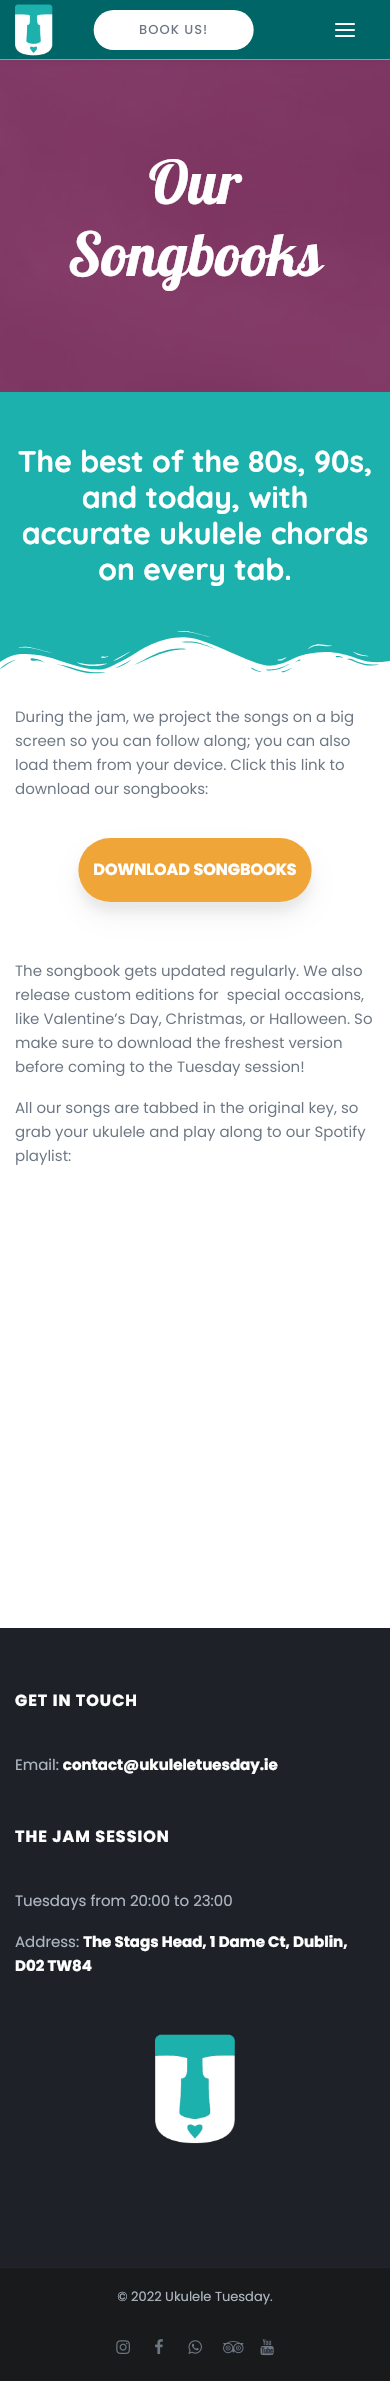 BOOK US!
Our
Songbooks
The best of the 80s, 90s,
and today, with
accurate ukulele chords
on every tab.
During the jam, we project the songs on a big
screen so you can follow along; you can also
load them from your device. Click this link to
download our songbooks:
DOWNLOAD SONGBOOKS
The songbook gets updated regularly. We also
release custom editions for  special occasions,
like Valentine’s Day, Christmas, or Halloween. So
make sure to download the freshest version
before coming to the Tuesday session!
All our songs are tabbed in the original key, so
grab your ukulele and play along to our Spotify
playlist:
GET IN TOUCH
Email: contact@ukuleletuesday.ie
THE JAM SESSION
Tuesdays from 20:00 to 23:00
Address: The Stags Head, 1 Dame Ct, Dublin,
D02 TW84
© 2022 Ukulele Tuesday.